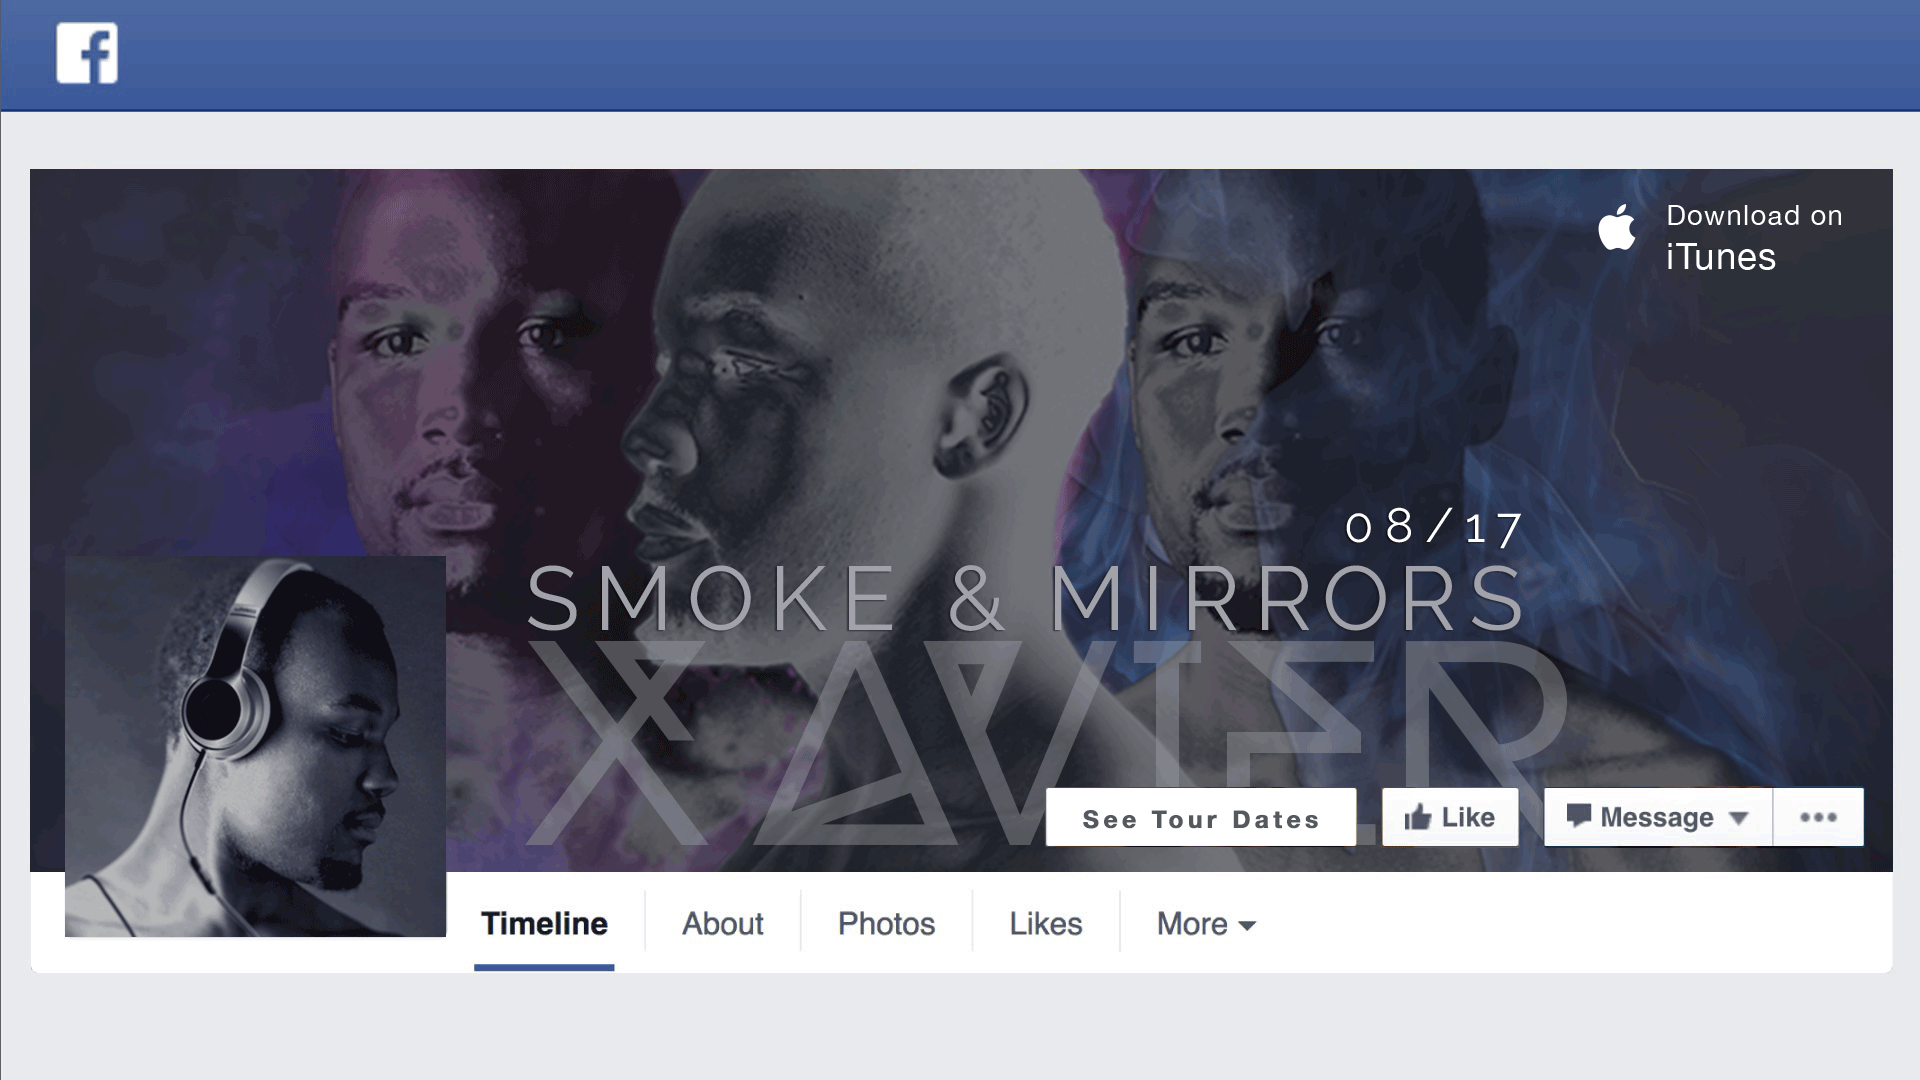 f
Download on
iTunes
08/17
SMOKE & MIRRORS
XAVIER
See Tour Dates
Like
Message
Timeline
About
Photos
Likes
More